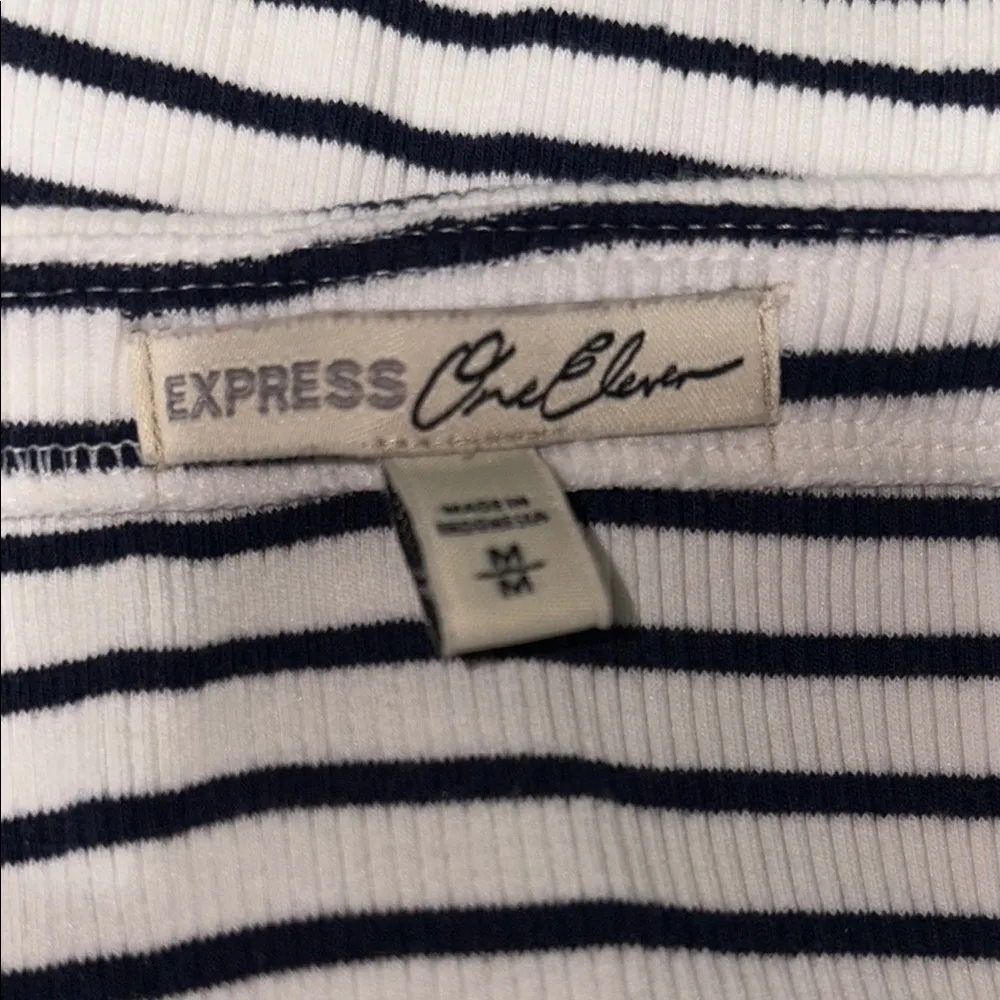 EXPRESS One Eleven
MADE IN
INDONESIA
M
M